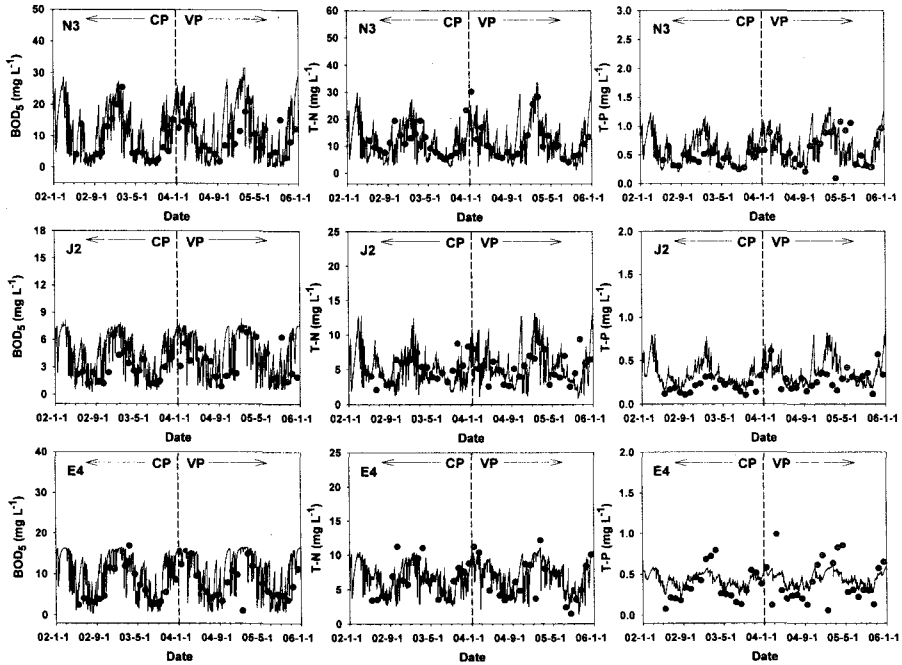 N3
CP
VP
BOD5 (mg L-1)
50
40
30
20
10
0
02-1-1 02-9-1 03-5-1 04-1-1 04-9-1 05-5-1 06-1-1
Date
N3
CP
VP
T-N (mg L-1)
60
50
40
30
20
10
0
02-1-1 02-9-1 03-5-1 04-1-1 04-9-1 05-5-1 06-1-1
Date
N3
CP
VP
T-P (mg L-1)
3.0
2.5
2.0
1.5
1.0
0.5
0.0
02-1-1 02-9-1 03-5-1 04-1-1 04-9-1 05-5-1 06-1-1
Date
J2
CP
VP
BOD5 (mg L-1)
18
15
12
9
6
3
0
02-1-1 02-9-1 03-5-1 04-1-1 04-9-1 05-5-1 06-1-1
Date
J2
CP
VP
T-N (mg L-1)
25
20
15
10
5
0
02-1-1 02-9-1 03-5-1 04-1-1 04-9-1 05-5-1 06-1-1
Date
J2
CP
VP
T-P (mg L-1)
2.0
1.5
1.0
0.5
0.0
02-1-1 02-9-1 03-5-1 04-1-1 04-9-1 05-5-1 06-1-1
Date
E4
CP
VP
BOD5 (mg L-1)
40
30
20
10
0
02-1-1 02-9-1 03-5-1 04-1-1 04-9-1 05-5-1 06-1-1
Date
E4
CP
VP
T-N (mg L-1)
25
20
15
10
5
0
02-1-1 02-9-1 03-5-1 04-1-1 04-9-1 05-5-1 06-1-1
Date
E4
CP
VP
T-P (mg L-1)
2.0
1.5
1.0
0.5
0.0
02-1-1 02-9-1 03-5-1 04-1-1 04-9-1 05-5-1 06-1-1
Date